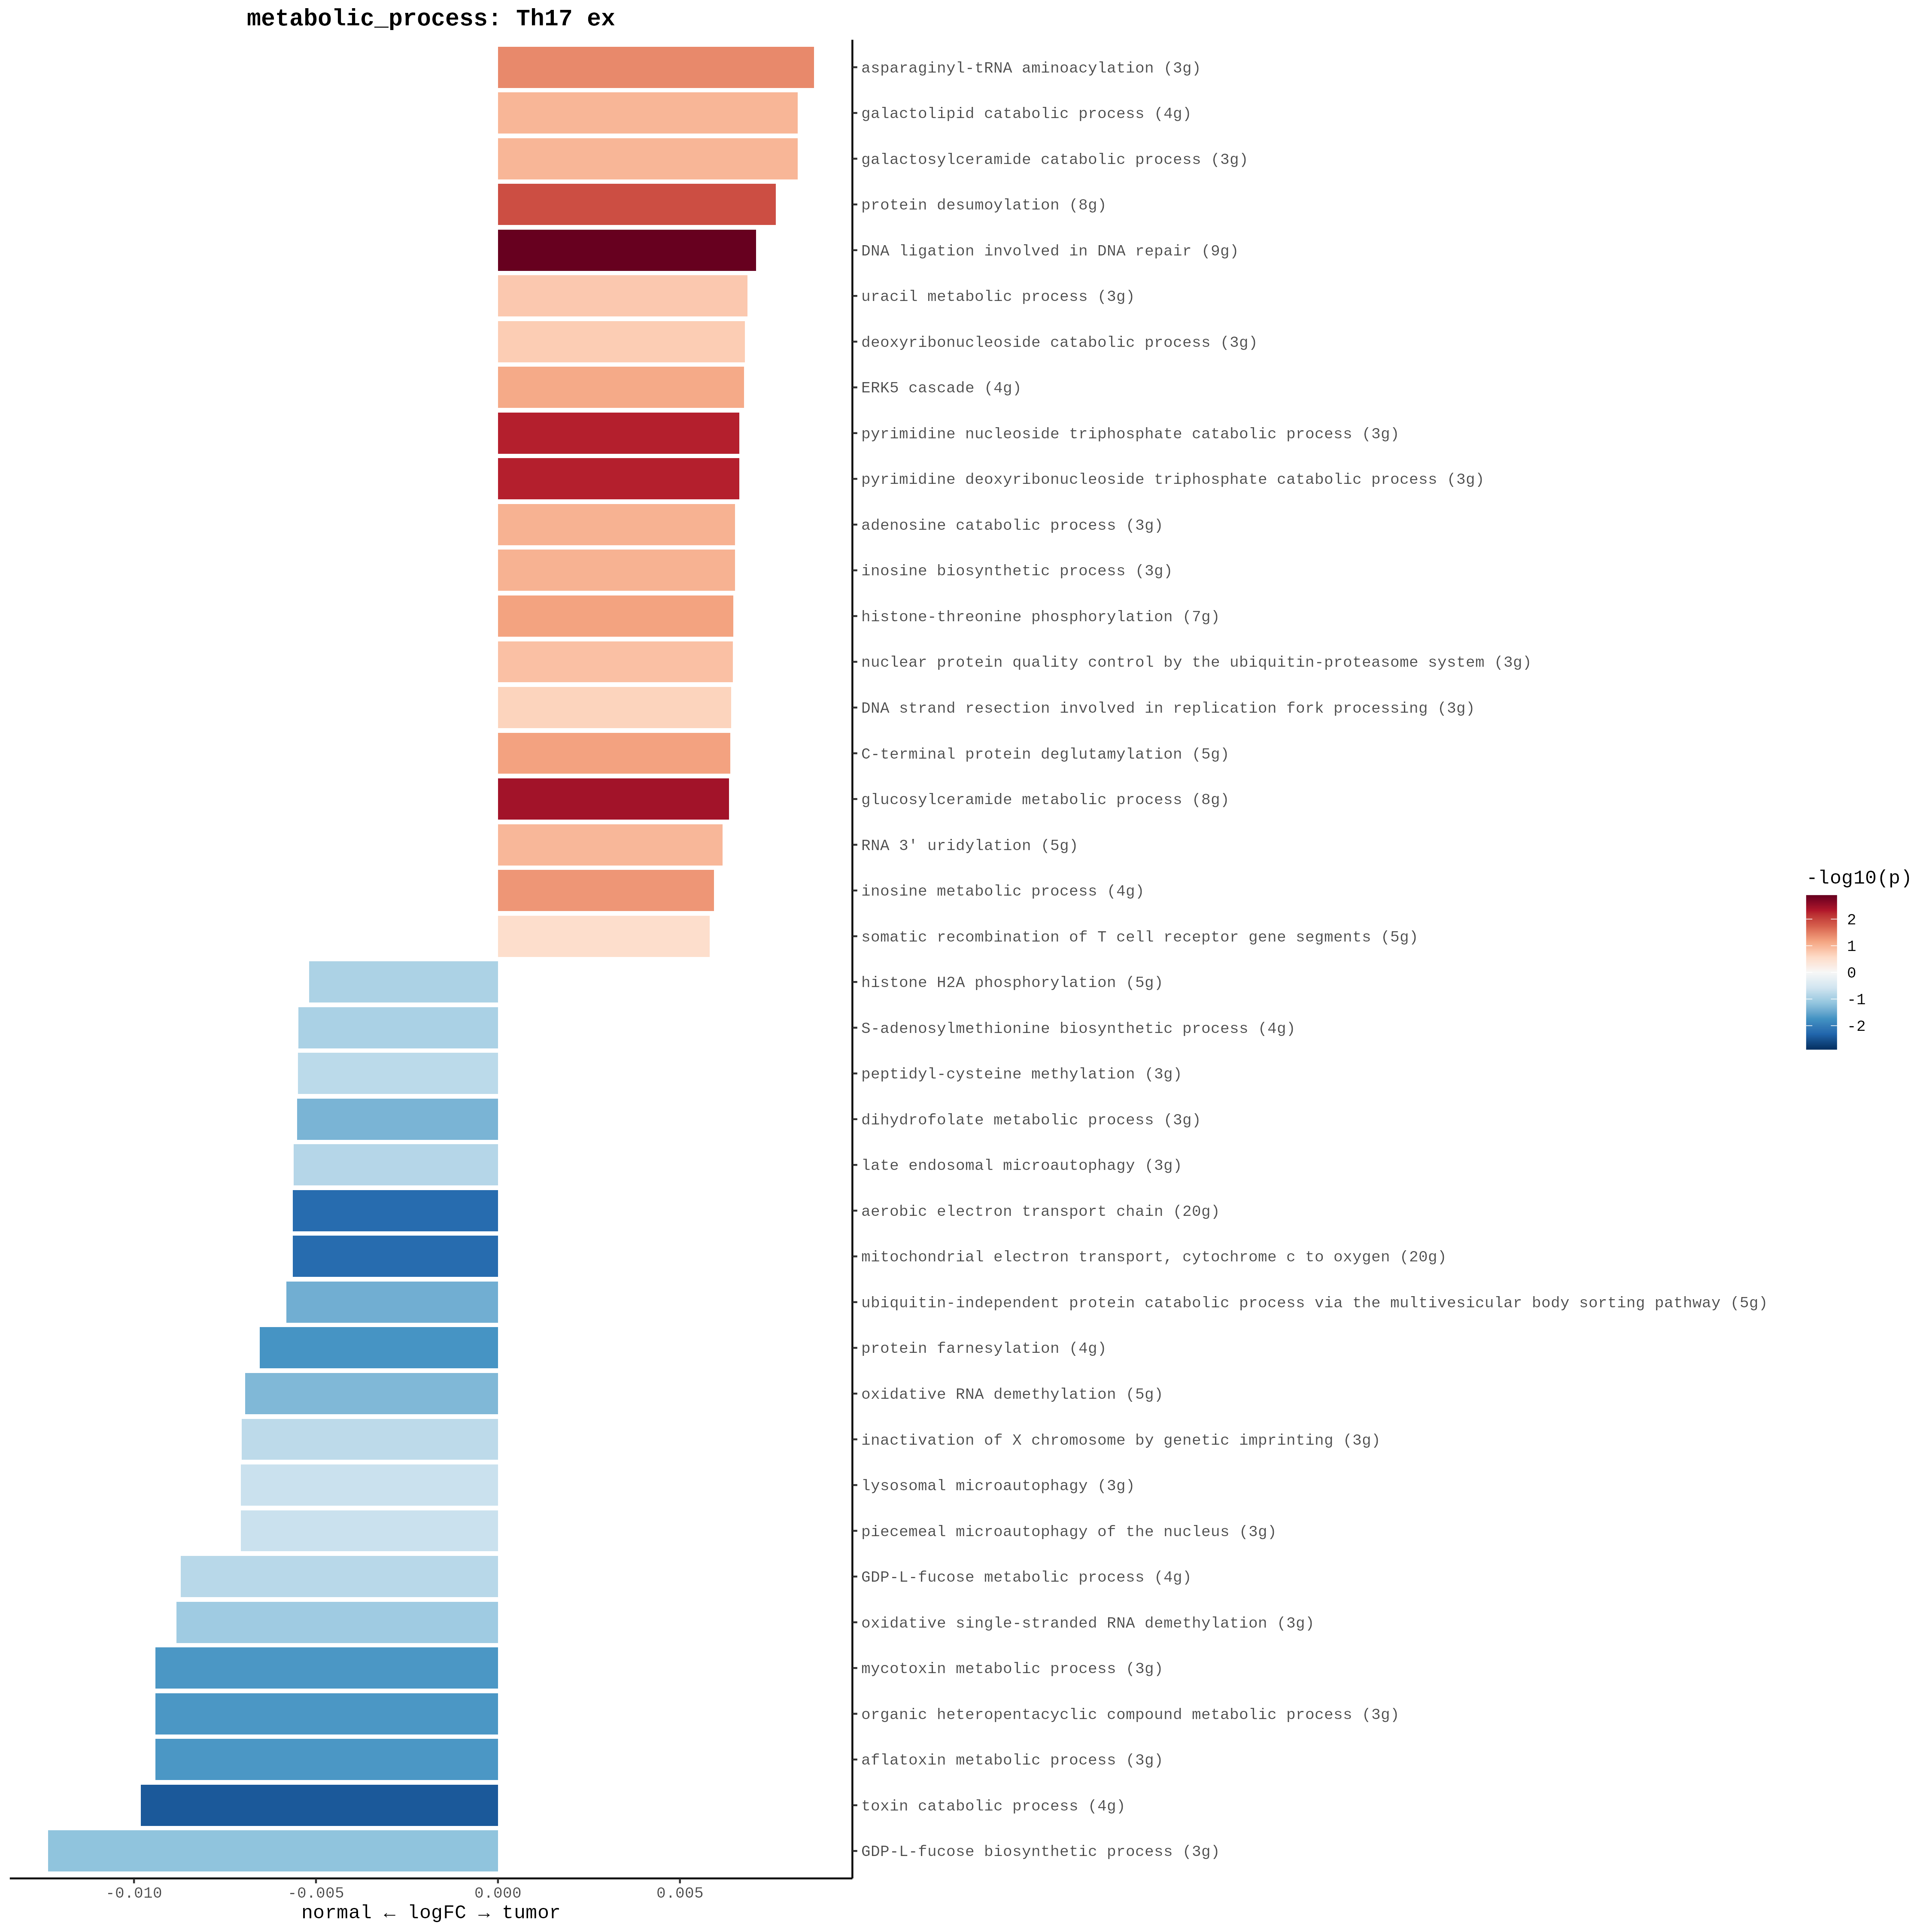 metabolic_process: Th17 ex
asparaginyl-tRNA aminoacylation (3g)
galactolipid catabolic process (4g)
galactosylceramide catabolic process (3g)
protein desumoylation (8g)
DNA ligation involved in DNA repair (9g)
uracil metabolic process (3g)
deoxyribonucleoside catabolic process (3g)
ERK5 cascade (4g)
pyrimidine nucleoside triphosphate catabolic process (3g)
pyrimidine deoxyribonucleoside triphosphate catabolic process (3g)
adenosine catabolic process (3g)
inosine biosynthetic process (3g)
histone-threonine phosphorylation (7g)
nuclear protein quality control by the ubiquitin-proteasome system (3g)
DNA strand resection involved in replication fork processing (3g)
C-terminal protein deglutamylation (5g)
glucosylceramide metabolic process (8g)
RNA 3' uridylation (5g)
inosine metabolic process (4g)
somatic recombination of T cell receptor gene segments (5g)
histone H2A phosphorylation (5g)
S-adenosylmethionine biosynthetic process (4g)
peptidyl-cysteine methylation (3g)
dihydrofolate metabolic process (3g)
late endosomal microautophagy (3g)
aerobic electron transport chain (20g)
mitochondrial electron transport, cytochrome c to oxygen (20g)
ubiquitin-independent protein catabolic process via the multivesicular body sorting pathway (5g)
protein farnesylation (4g)
oxidative RNA demethylation (5g)
inactivation of X chromosome by genetic imprinting (3g)
lysosomal microautophagy (3g)
piecemeal microautophagy of the nucleus (3g)
GDP-L-fucose metabolic process (4g)
oxidative single-stranded RNA demethylation (3g)
mycotoxin metabolic process (3g)
organic heteropentacyclic compound metabolic process (3g)
aflatoxin metabolic process (3g)
toxin catabolic process (4g)
GDP-L-fucose biosynthetic process (3g)
-0.010 -0.005 0.000 0.005
normal ← logFC → tumor
-log10(p)
2
1
0
-1
-2